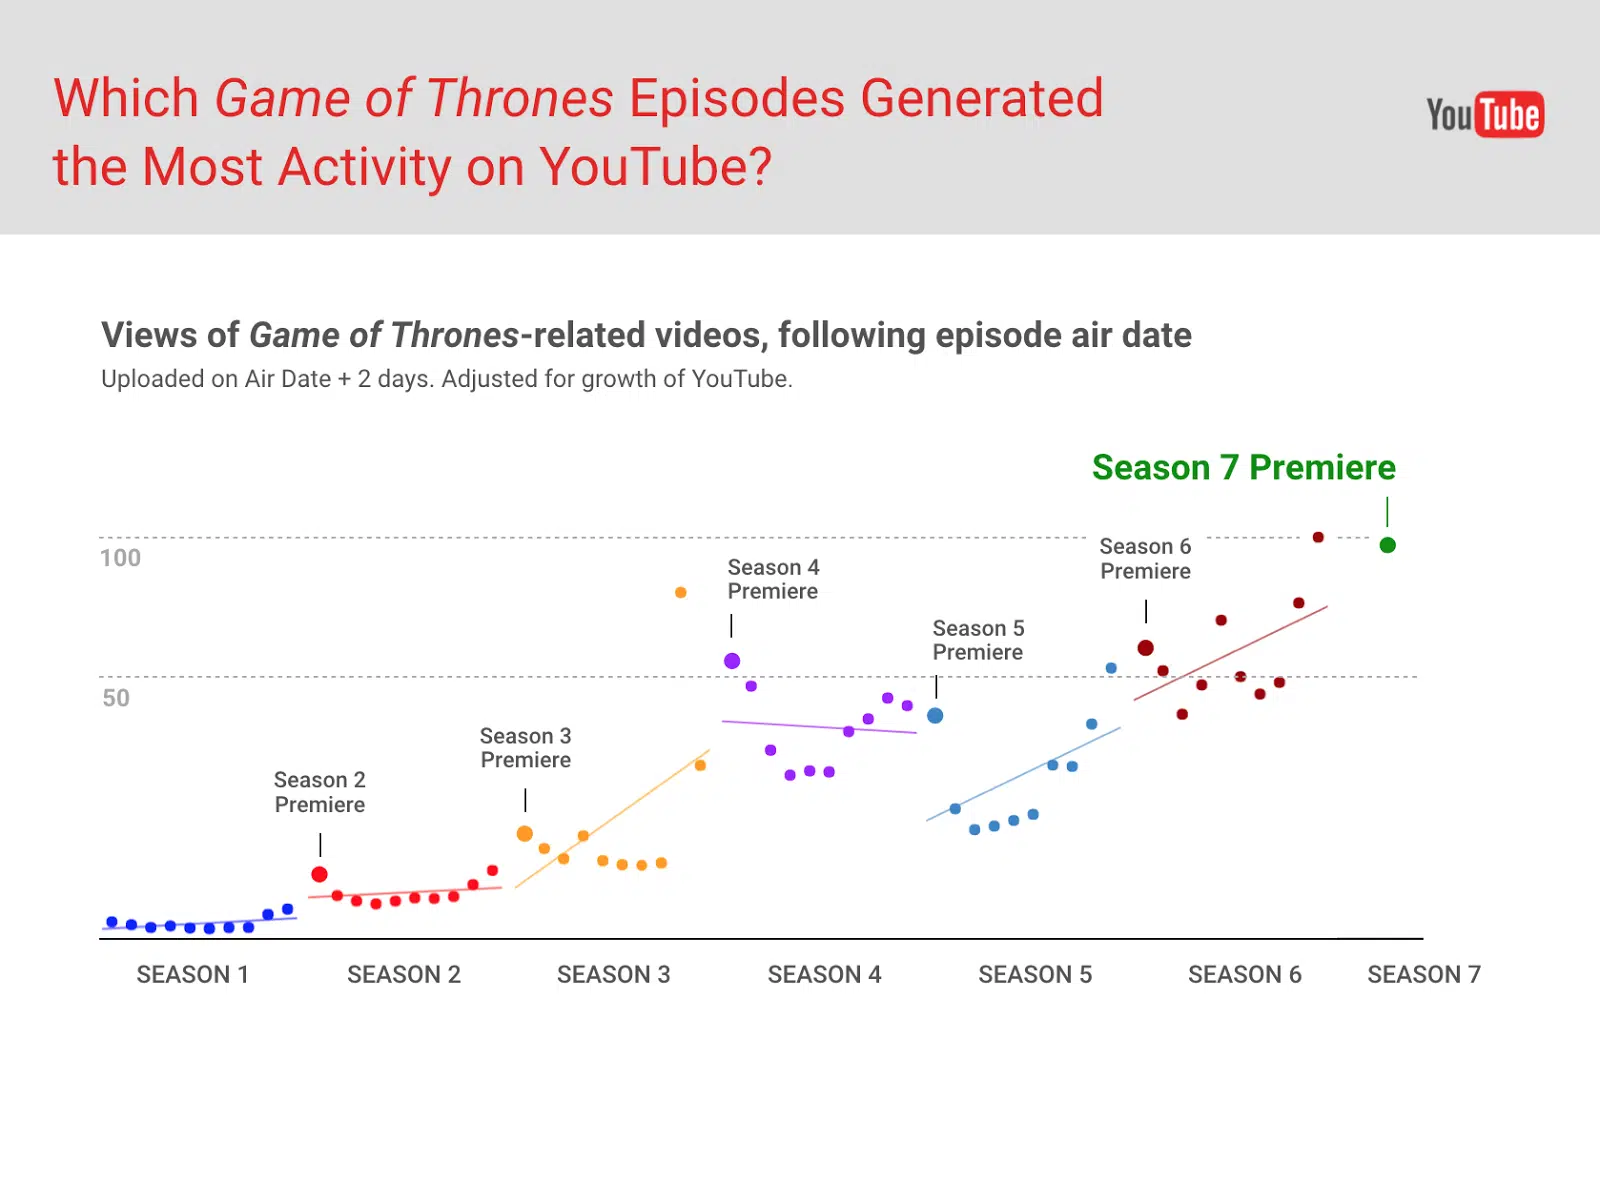 Which Game of Thrones Episodes Generated
the Most Activity on YouTube?
YouTube
Views of Game of Thrones-related videos, following episode air date
Uploaded on Air Date + 2 days. Adjusted for growth of YouTube.
Season 7 Premiere
100
Season 6
Premiere
Season 4
Premiere
Season 5
Premiere
50
Season 3
Premiere
Season 2
Premiere
SEASON 1
SEASON 2
SEASON 3
SEASON 4
SEASON 5
SEASON 6
SEASON 7